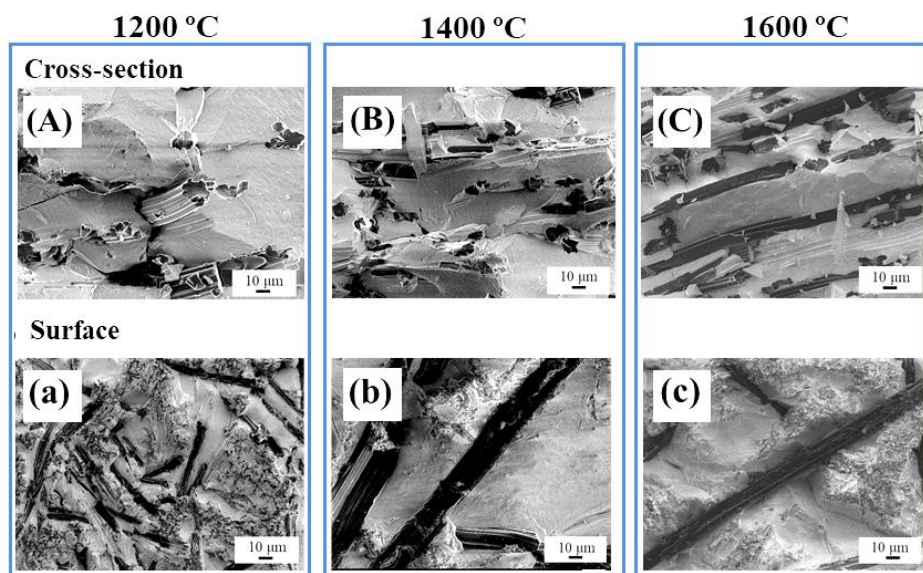 1200 ºC 1400 ºC 1600 ºC
Cross-section
(A) (B) (C)
10 μm 10 μm 10 μm
Surface
(a) (b) (c)
10 μm 10 μm 10 μm